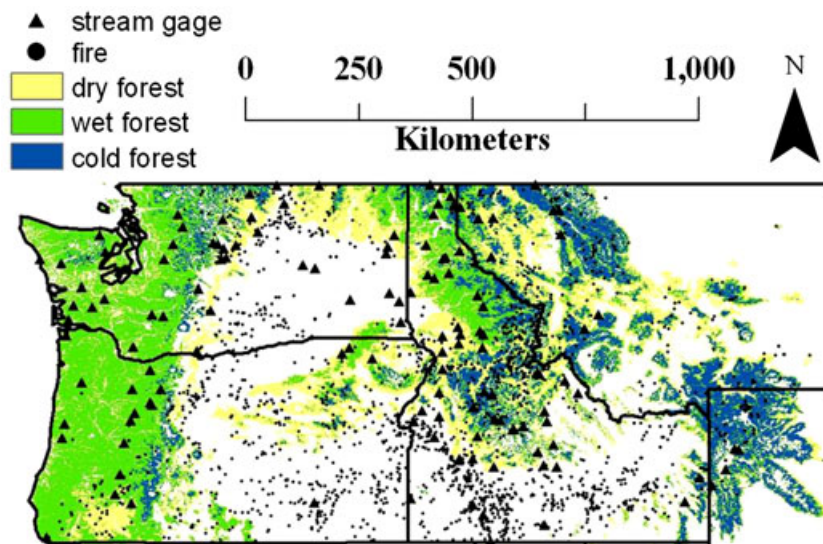 stream gage
fire
dry forest
wet forest
cold forest
0 250 500 1,000
Kilometers
N